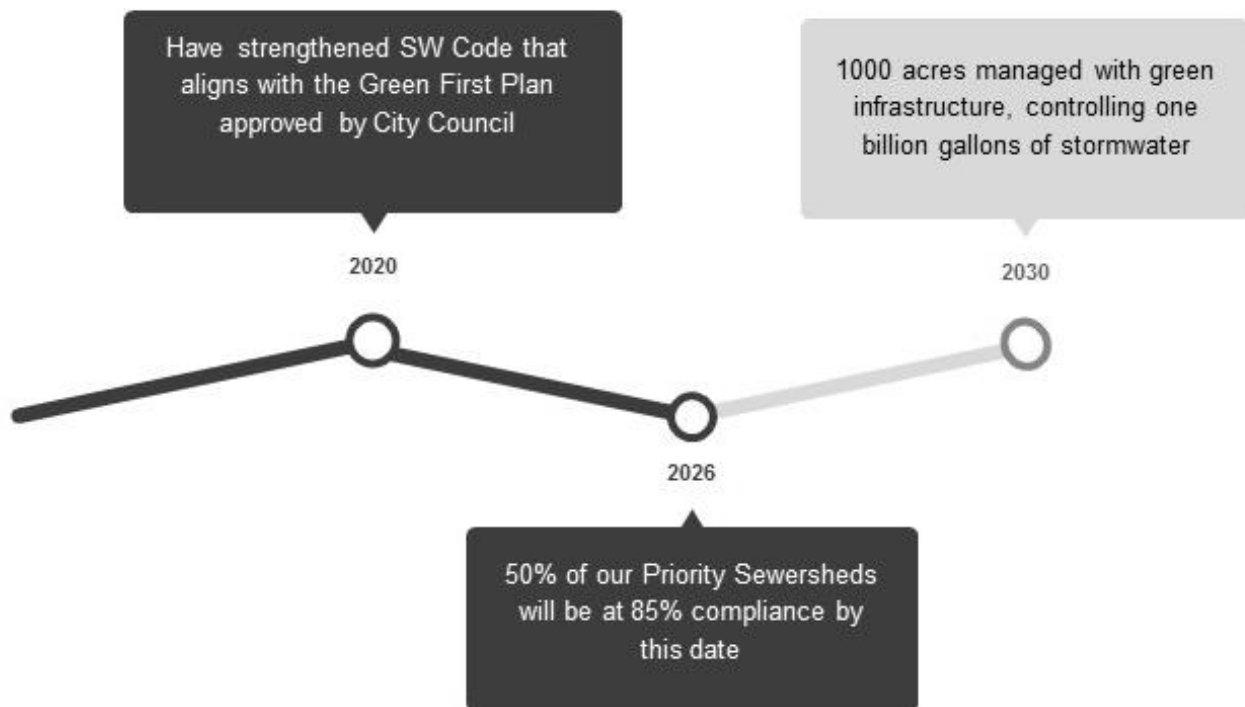 Have strengthened SW Code that
aligns with the Green First Plan
approved by City Council
2020
1000 acres managed with green
infrastructure, controlling one
billion gallons of stormwater
2030
2026
50% of our Priority Sewersheds
will be at 85% compliance by
this date